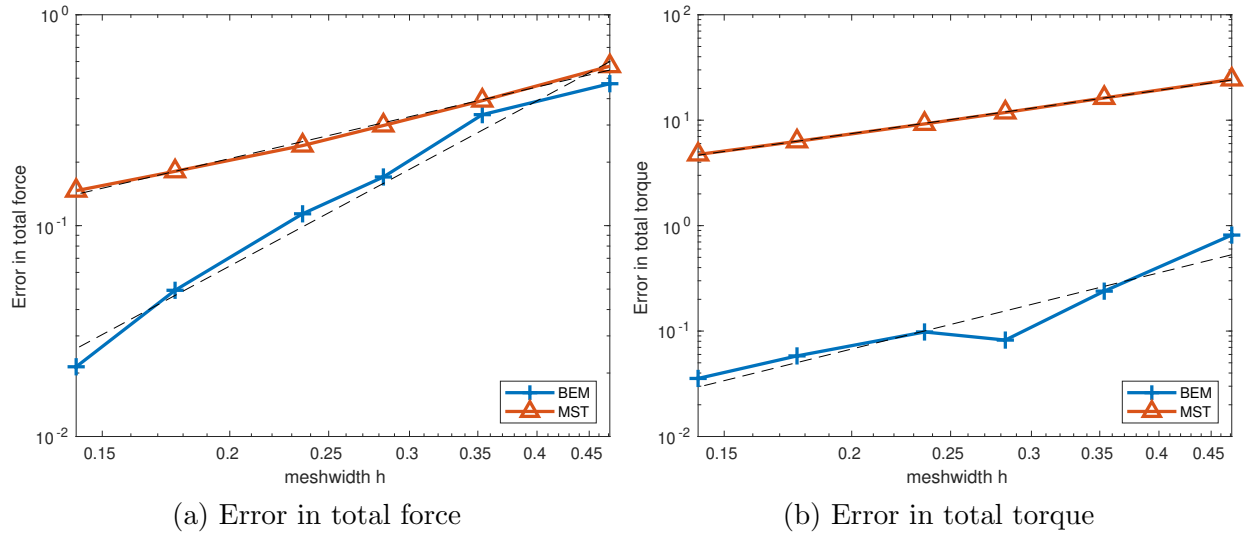 10^0
10^-1
10^-2
Error in total force
0.15
0.2
0.25
0.3
0.35
0.4
0.45
meshwidth h
BEM
MST
(a) Error in total force
10^2
10^1
10^0
10^-1
10^-2
Error in total torque
0.15
0.2
0.25
0.3
0.35
0.4
0.45
meshwidth h
BEM
MST
(b) Error in total torque